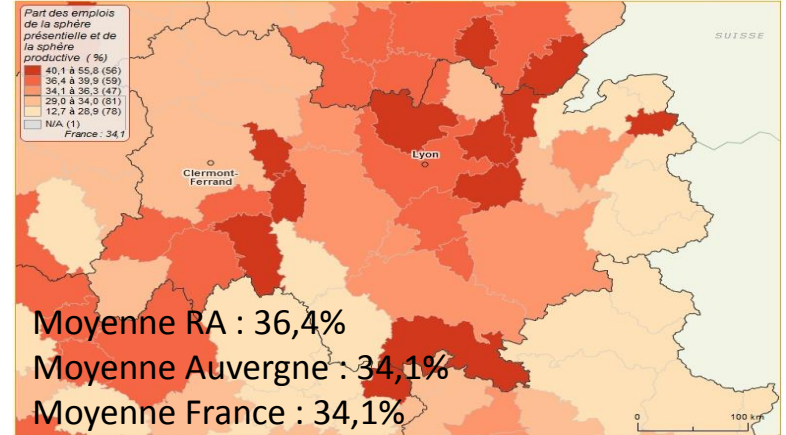 Part des emplois
de la sphère
présentielle et de
la sphère
productive ( %)
40,1 à 55,8 (56)
36,4 à 39,9 (59)
34,1 à 36,3 (47)
29,0 à 34,0 (81)
12,7 à 28,9 (78)
N/A (1)
France : 34,1
SUISSE
Lyon
Clermont-
Ferrand
Moyenne RA : 36,4%
Moyenne Auvergne : 34,1%
Moyenne France : 34,1%
0 100 km